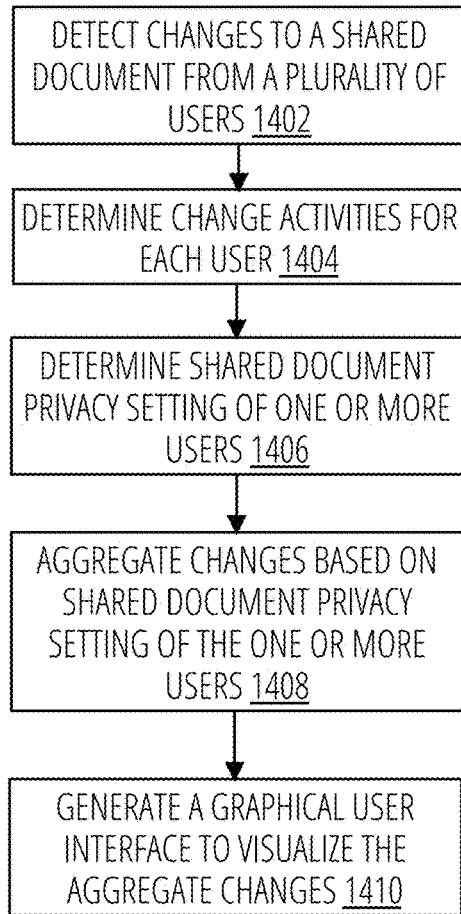 DETECT CHANGES TO A SHARED
DOCUMENT FROM A PLURALITY OF
USERS 1402
DETERMINE CHANGE ACTIVITIES FOR
EACH USER 1404
DETERMINE SHARED DOCUMENT
PRIVACY SETTING OF ONE OR MORE
USERS 1406
AGGREGATE CHANGES BASED ON
SHARED DOCUMENT PRIVACY
SETTING OF THE ONE OR MORE
USERS 1408
GENERATE A GRAPHICAL USER
INTERFACE TO VISUALIZE THE
AGGREGATE CHANGES 1410